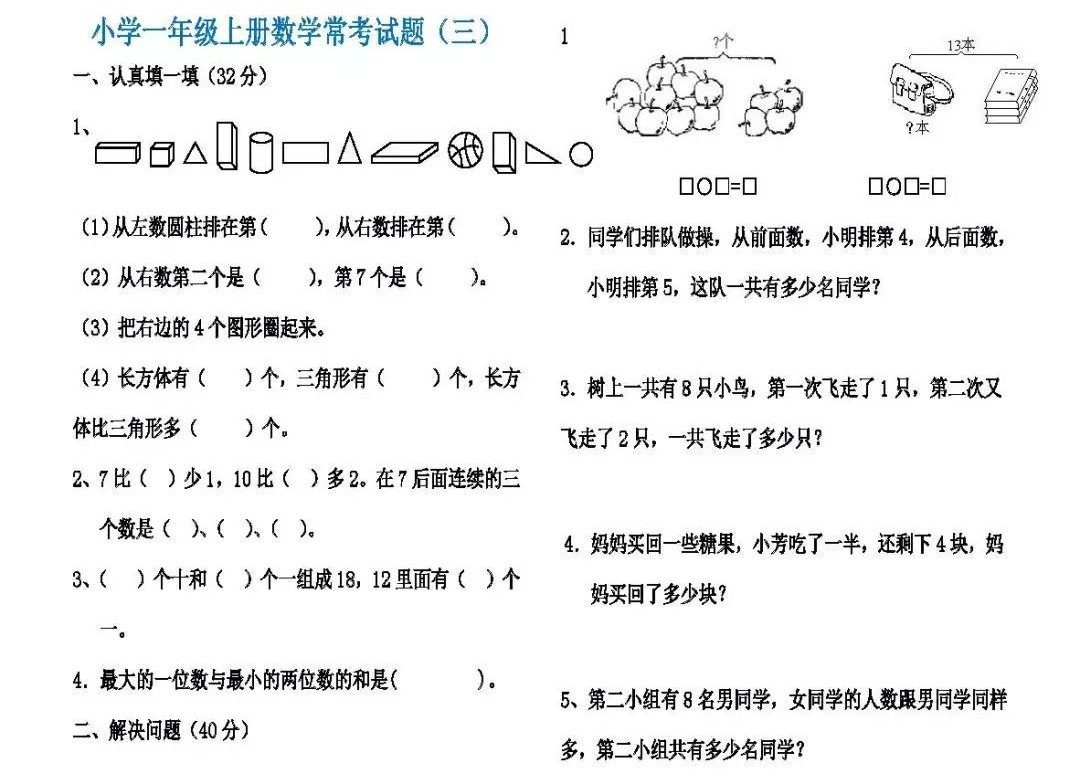 小学一年级上册数学常考试题（三）
一、认真填一填（32分）
1、
（1）从左数圆柱排在第（　　），从右数排在第（　　）。
（2）从右数第二个是（　　），第7个是（　　）。
（3）把右边的4个图形圈起来。
（4）长方体有（　　）个，三角形有（　　）个，长方
体比三角形多（　　）个。
2、7比（　）少1，10比（　）多2。在7后面连续的三
个数是（　）、（　）、（　）。
3、（　）个十和（　）个一组成18，12里面有（　）个
一。
4. 最大的一位数与最小的两位数的和是（　　　）。
二、解决问题（40分）
1
?个
13本
?本
□○□=□ □○□=□
2. 同学们排队做操，从前面数，小明排第4，从后面数，
小明排第5，这队一共有多少名同学？
3. 树上一共有8只小鸟，第一次飞走了1只，第二次又
飞走了2只，一共飞走了多少只？
4. 妈妈买回一些糖果，小芳吃了一半，还剩下4块，妈
妈买回了多少块？
5、第二小组有8名男同学，女同学的人数跟男同学同样
多，第二小组共有多少名同学？